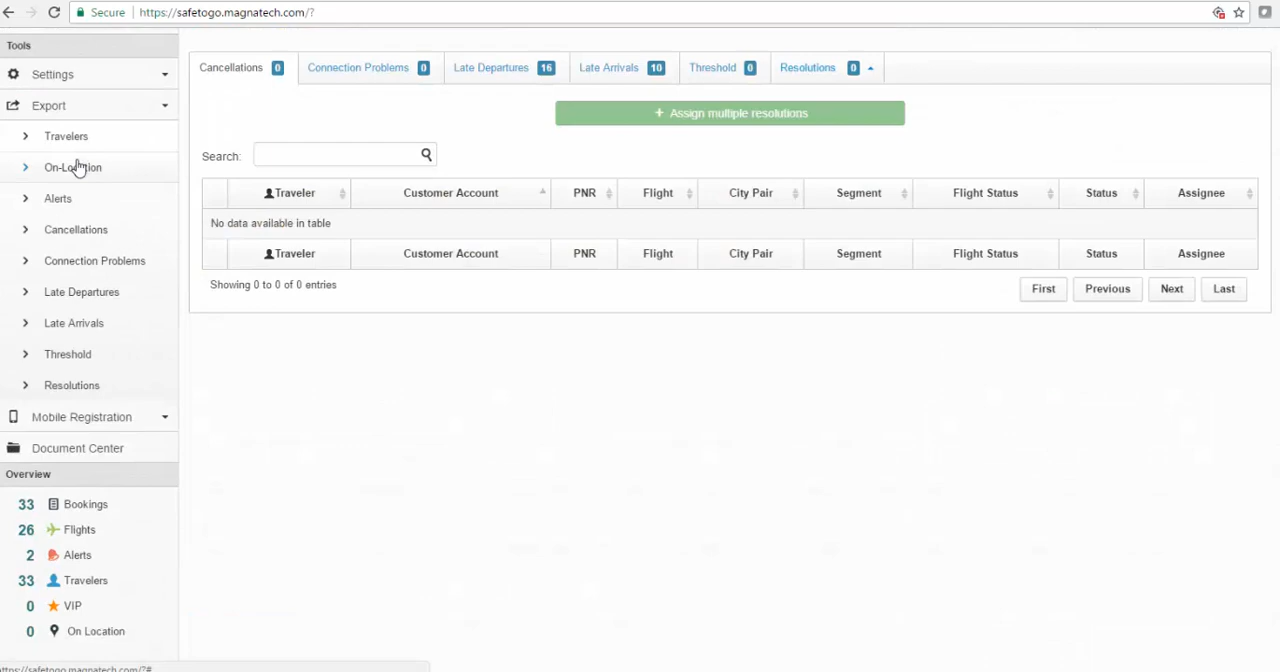 Secure https://safetogo.magnatech.com/?
Tools
Settings
Export
Travelers
On-Location
Alerts
Cancellations
Connection Problems
Late Departures
Late Arrivals
Threshold
Resolutions
Mobile Registration
Document Center
Overview
33 Bookings
26 Flights
2 Alerts
33 Travelers
0 VIP
0 On Location
https://safetogo.magnatech.com/?#
Cancellations 0 Connection Problems 0 Late Departures 16 Late Arrivals 10 Threshold 0 Resolutions 0
+ Assign multiple resolutions
Search:
Traveler Customer Account PNR Flight City Pair Segment Flight Status Status Assignee
No data available in table
Traveler Customer Account PNR Flight City Pair Segment Flight Status Status Assignee
Showing 0 to 0 of 0 entries
First Previous Next Last